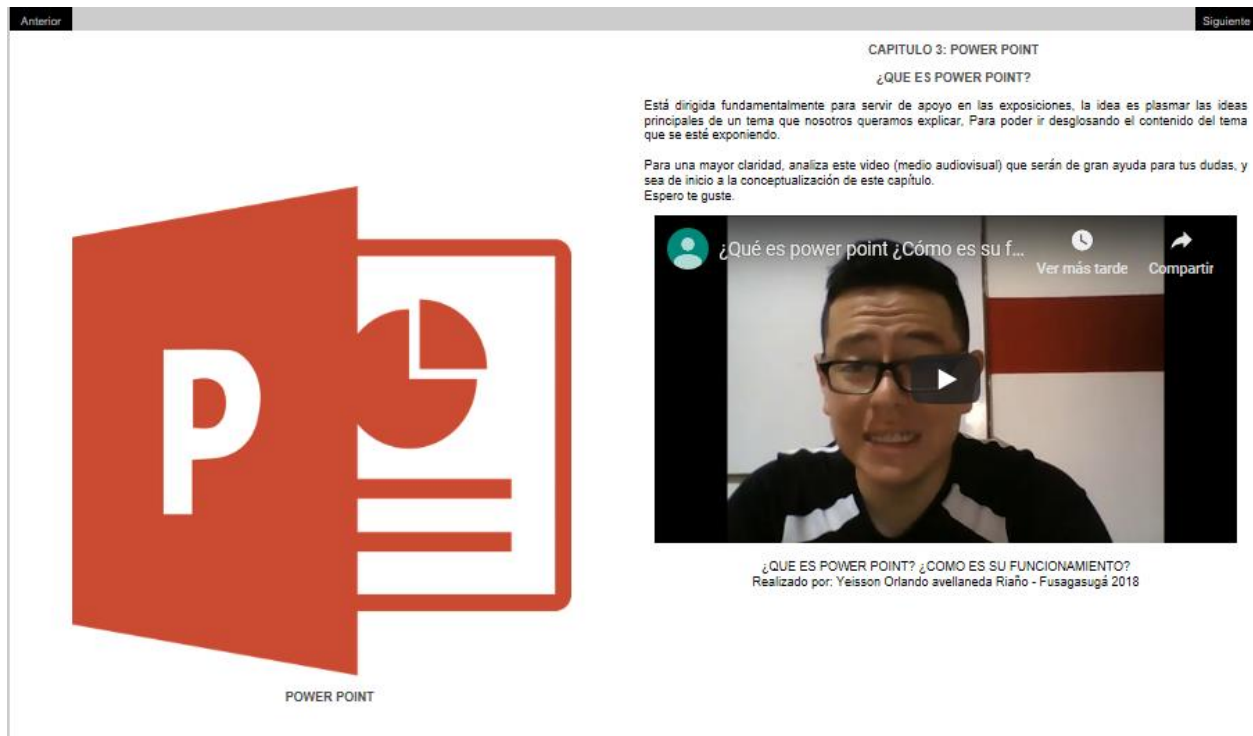 Anterior
Siguiente
P
POWER POINT
CAPITULO 3: POWER POINT
¿QUE ES POWER POINT?
Está dirigida fundamentalmente para servir de apoyo en las exposiciones, la idea es plasmar las ideas
principales de un tema que nosotros queramos explicar, Para poder ir desglosando el contenido del tema
que se esté exponiendo.
Para una mayor claridad, analiza este video (medio audiovisual) que serán de gran ayuda para tus dudas, y
sea de inicio a la conceptualización de este capítulo.
Espero te guste.
¿Qué es power point ¿Cómo es su f...
Ver más tarde
Compartir
¿QUE ES POWER POINT? ¿COMO ES SU FUNCIONAMIENTO?
Realizado por: Yeisson Orlando avellaneda Riaño - Fusagasugá 2018